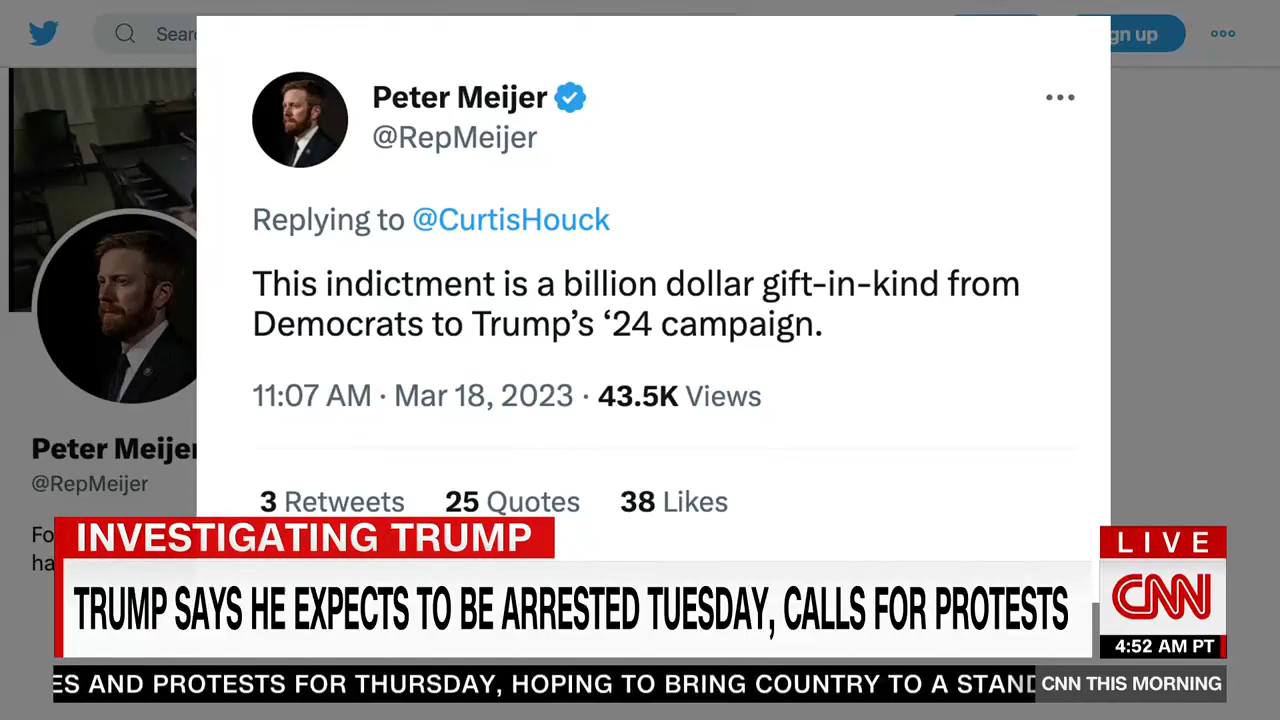 Peter Meijer
@RepMeijer
Replying to @CurtisHouck
This indictment is a billion dollar gift-in-kind from
Democrats to Trump’s ‘24 campaign.
11:07 AM · Mar 18, 2023 · 43.5K Views
3 Retweets 25 Quotes 38 Likes
Peter Meijer
@RepMeijer
INVESTIGATING TRUMP
TRUMP SAYS HE EXPECTS TO BE ARRESTED TUESDAY, CALLS FOR PROTESTS
LIVE
CNN
4:52 AM PT
AND PROTESTS FOR THURSDAY, HOPING TO BRING COUNTRY TO A STAND
CNN THIS MORNING